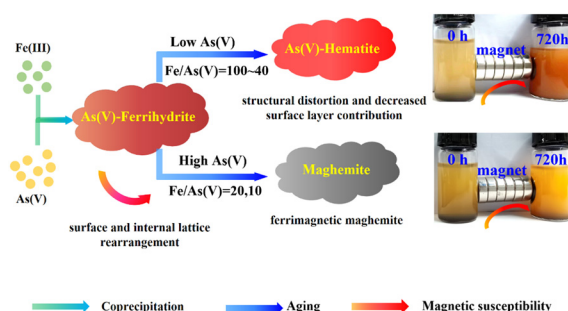 Fe(III)
As(V)
As(V)-Ferrihydrite
surface and internal lattice
rearrangement
Low As(V)
Fe/As(V)=100~40
As(V)-Hematite
structural distortion and decreased
surface layer contribution
High As(V)
Fe/As(V)=20,10
Maghemite
ferrimagnetic maghemite
0 h
magnet
720h
0 h
magnet
720h
Coprecipitation
Aging
Magnetic susceptibility